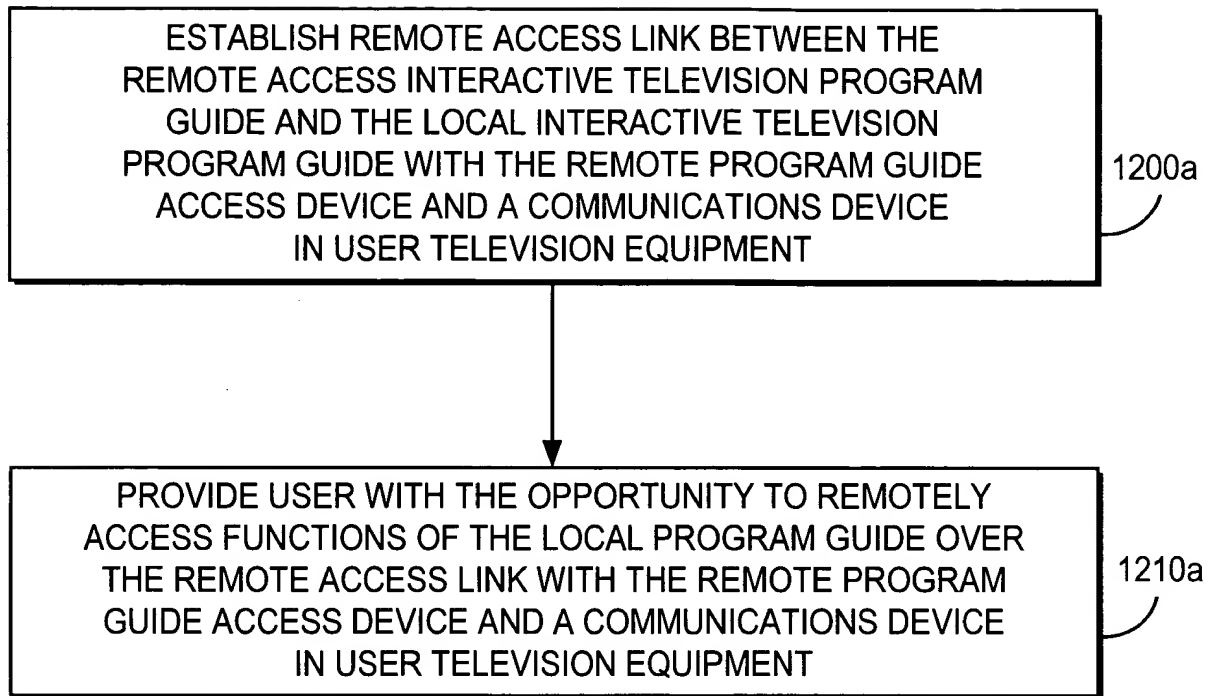 ESTABLISH REMOTE ACCESS LINK BETWEEN THE
REMOTE ACCESS INTERACTIVE TELEVISION PROGRAM
GUIDE AND THE LOCAL INTERACTIVE TELEVISION
PROGRAM GUIDE WITH THE REMOTE PROGRAM GUIDE
ACCESS DEVICE AND A COMMUNICATIONS DEVICE
IN USER TELEVISION EQUIPMENT
1200a
PROVIDE USER WITH THE OPPORTUNITY TO REMOTELY
ACCESS FUNCTIONS OF THE LOCAL PROGRAM GUIDE OVER
THE REMOTE ACCESS LINK WITH THE REMOTE PROGRAM
GUIDE ACCESS DEVICE AND A COMMUNICATIONS DEVICE
IN USER TELEVISION EQUIPMENT
1210a